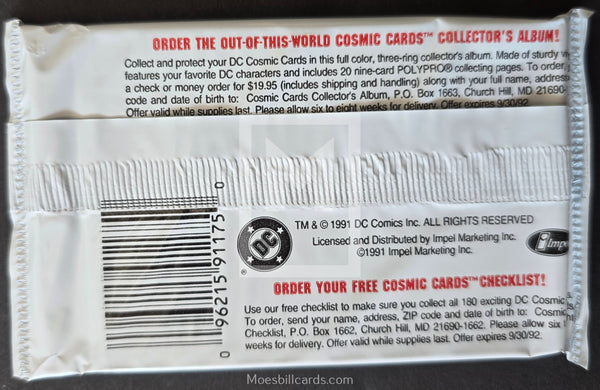 ORDER THE OUT-OF-THIS-WORLD COSMIC CARDS™ COLLECTOR'S ALBUM!
Collect and protect your DC Cosmic Cards in this full color, three-ring collector's album. Made of sturdy
features your favorite DC characters and includes 20 nine-card POLYPRO® collecting pages. To order,
a check or money order for $19.95 (includes shipping and handling) along with your full name, address
code and date of birth to: Cosmic Cards Collector's Album, P.O. Box 1663, Church Hill, MD 21690-
Offer valid while supplies last. Please allow six to eight weeks for delivery. Offer expires 9/30/92.
0 96215 91175 0
DC
®
TM & © 1991 DC Comics Inc. ALL RIGHTS RESERVED
Licensed and Distributed by Impel Marketing Inc.
©1991 Impel Marketing Inc.
Impel
ORDER YOUR FREE COSMIC CARDS™ CHECKLIST!
Use our free checklist to make sure you collect all 180 exciting DC Cosmic
To order, send your name, address, ZIP code and date of birth to: Cosmic
Checklist, P.O. Box 1662, Church Hill, MD 21690-1662. Please allow six
weeks for delivery. Offer valid while supplies last. Offer expires 9/30/92.
Moesbillcards.com